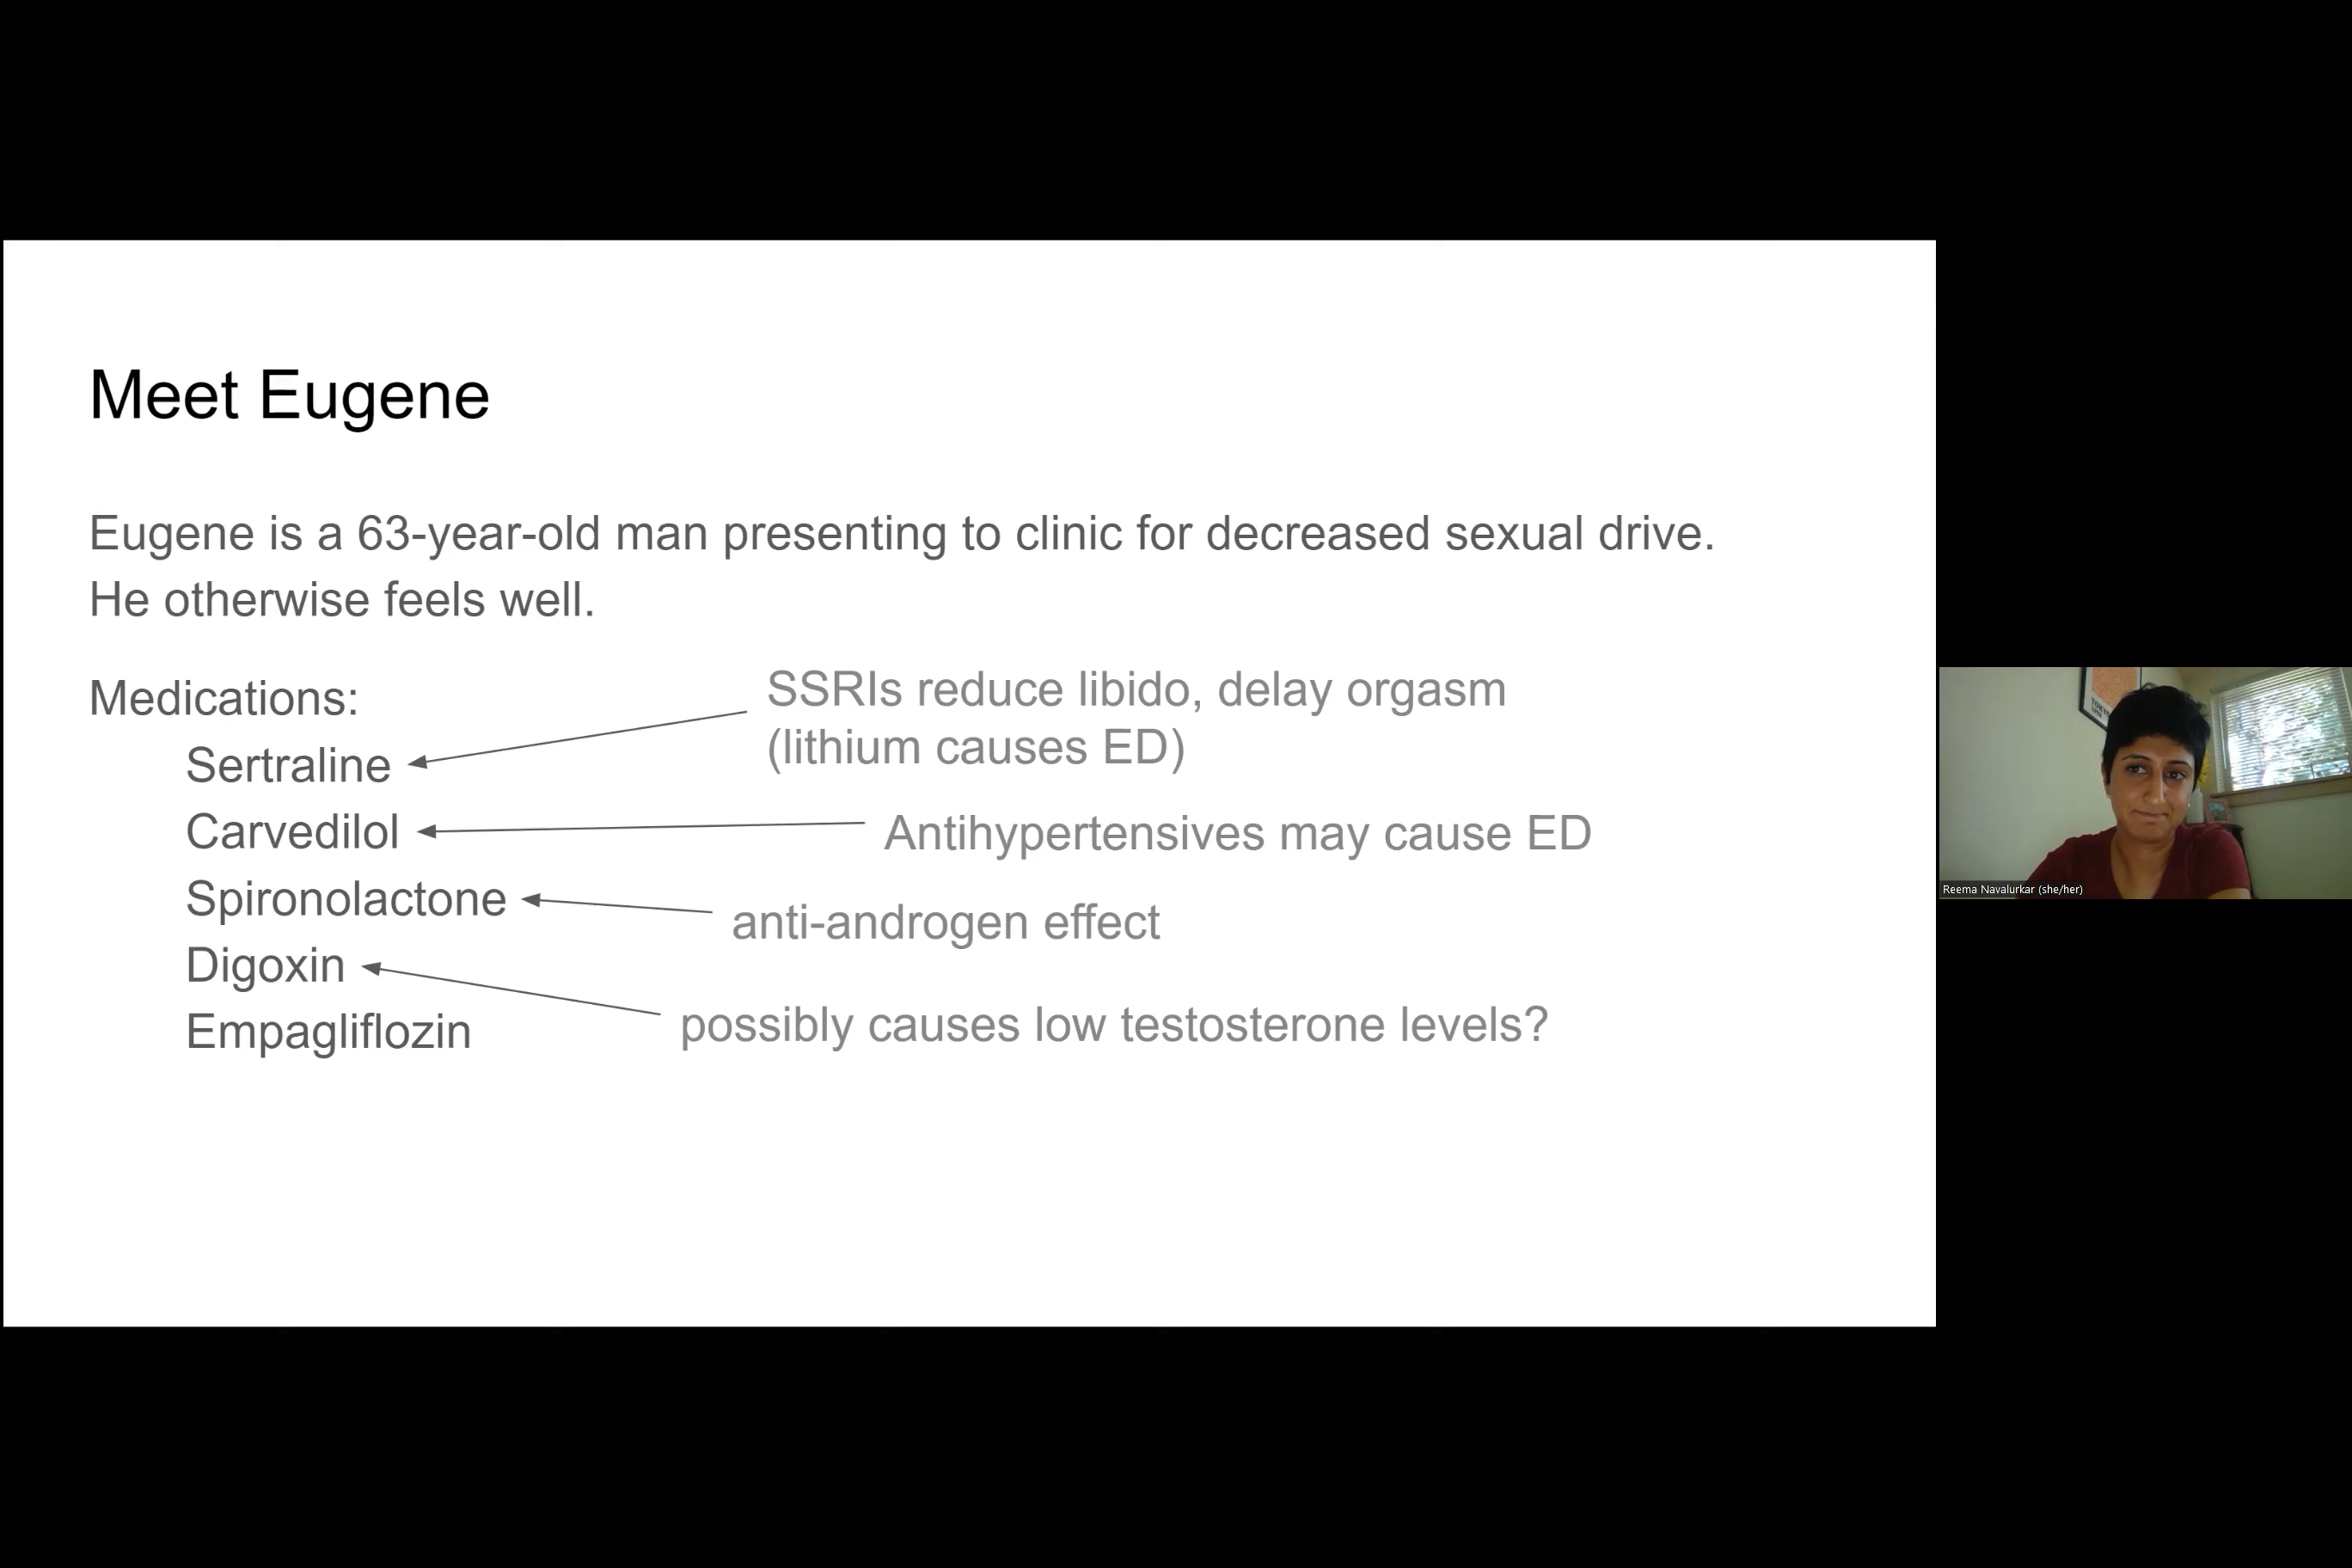 Meet Eugene
Eugene is a 63-year-old man presenting to clinic for decreased sexual drive.
He otherwise feels well.
Medications:
SSRIs reduce libido, delay orgasm
(lithium causes ED)
Sertraline
Carvedilol
Antihypertensives may cause ED
Spironolactone
anti-androgen effect
Digoxin
possibly causes low testosterone levels?
Empagliflozin
Reema Navalurkar (she/her)